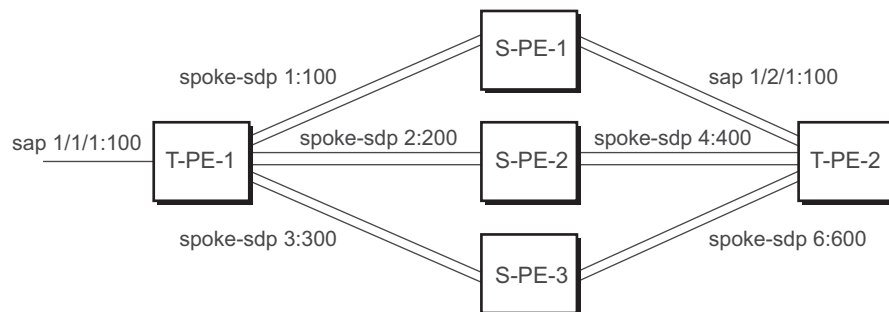 S-PE-1
spoke-sdp 1:100
sap 1/2/1:100
sap 1/1/1:100
T-PE-1
spoke-sdp 2:200
S-PE-2
spoke-sdp 4:400
T-PE-2
spoke-sdp 3:300
S-PE-3
spoke-sdp 6:600